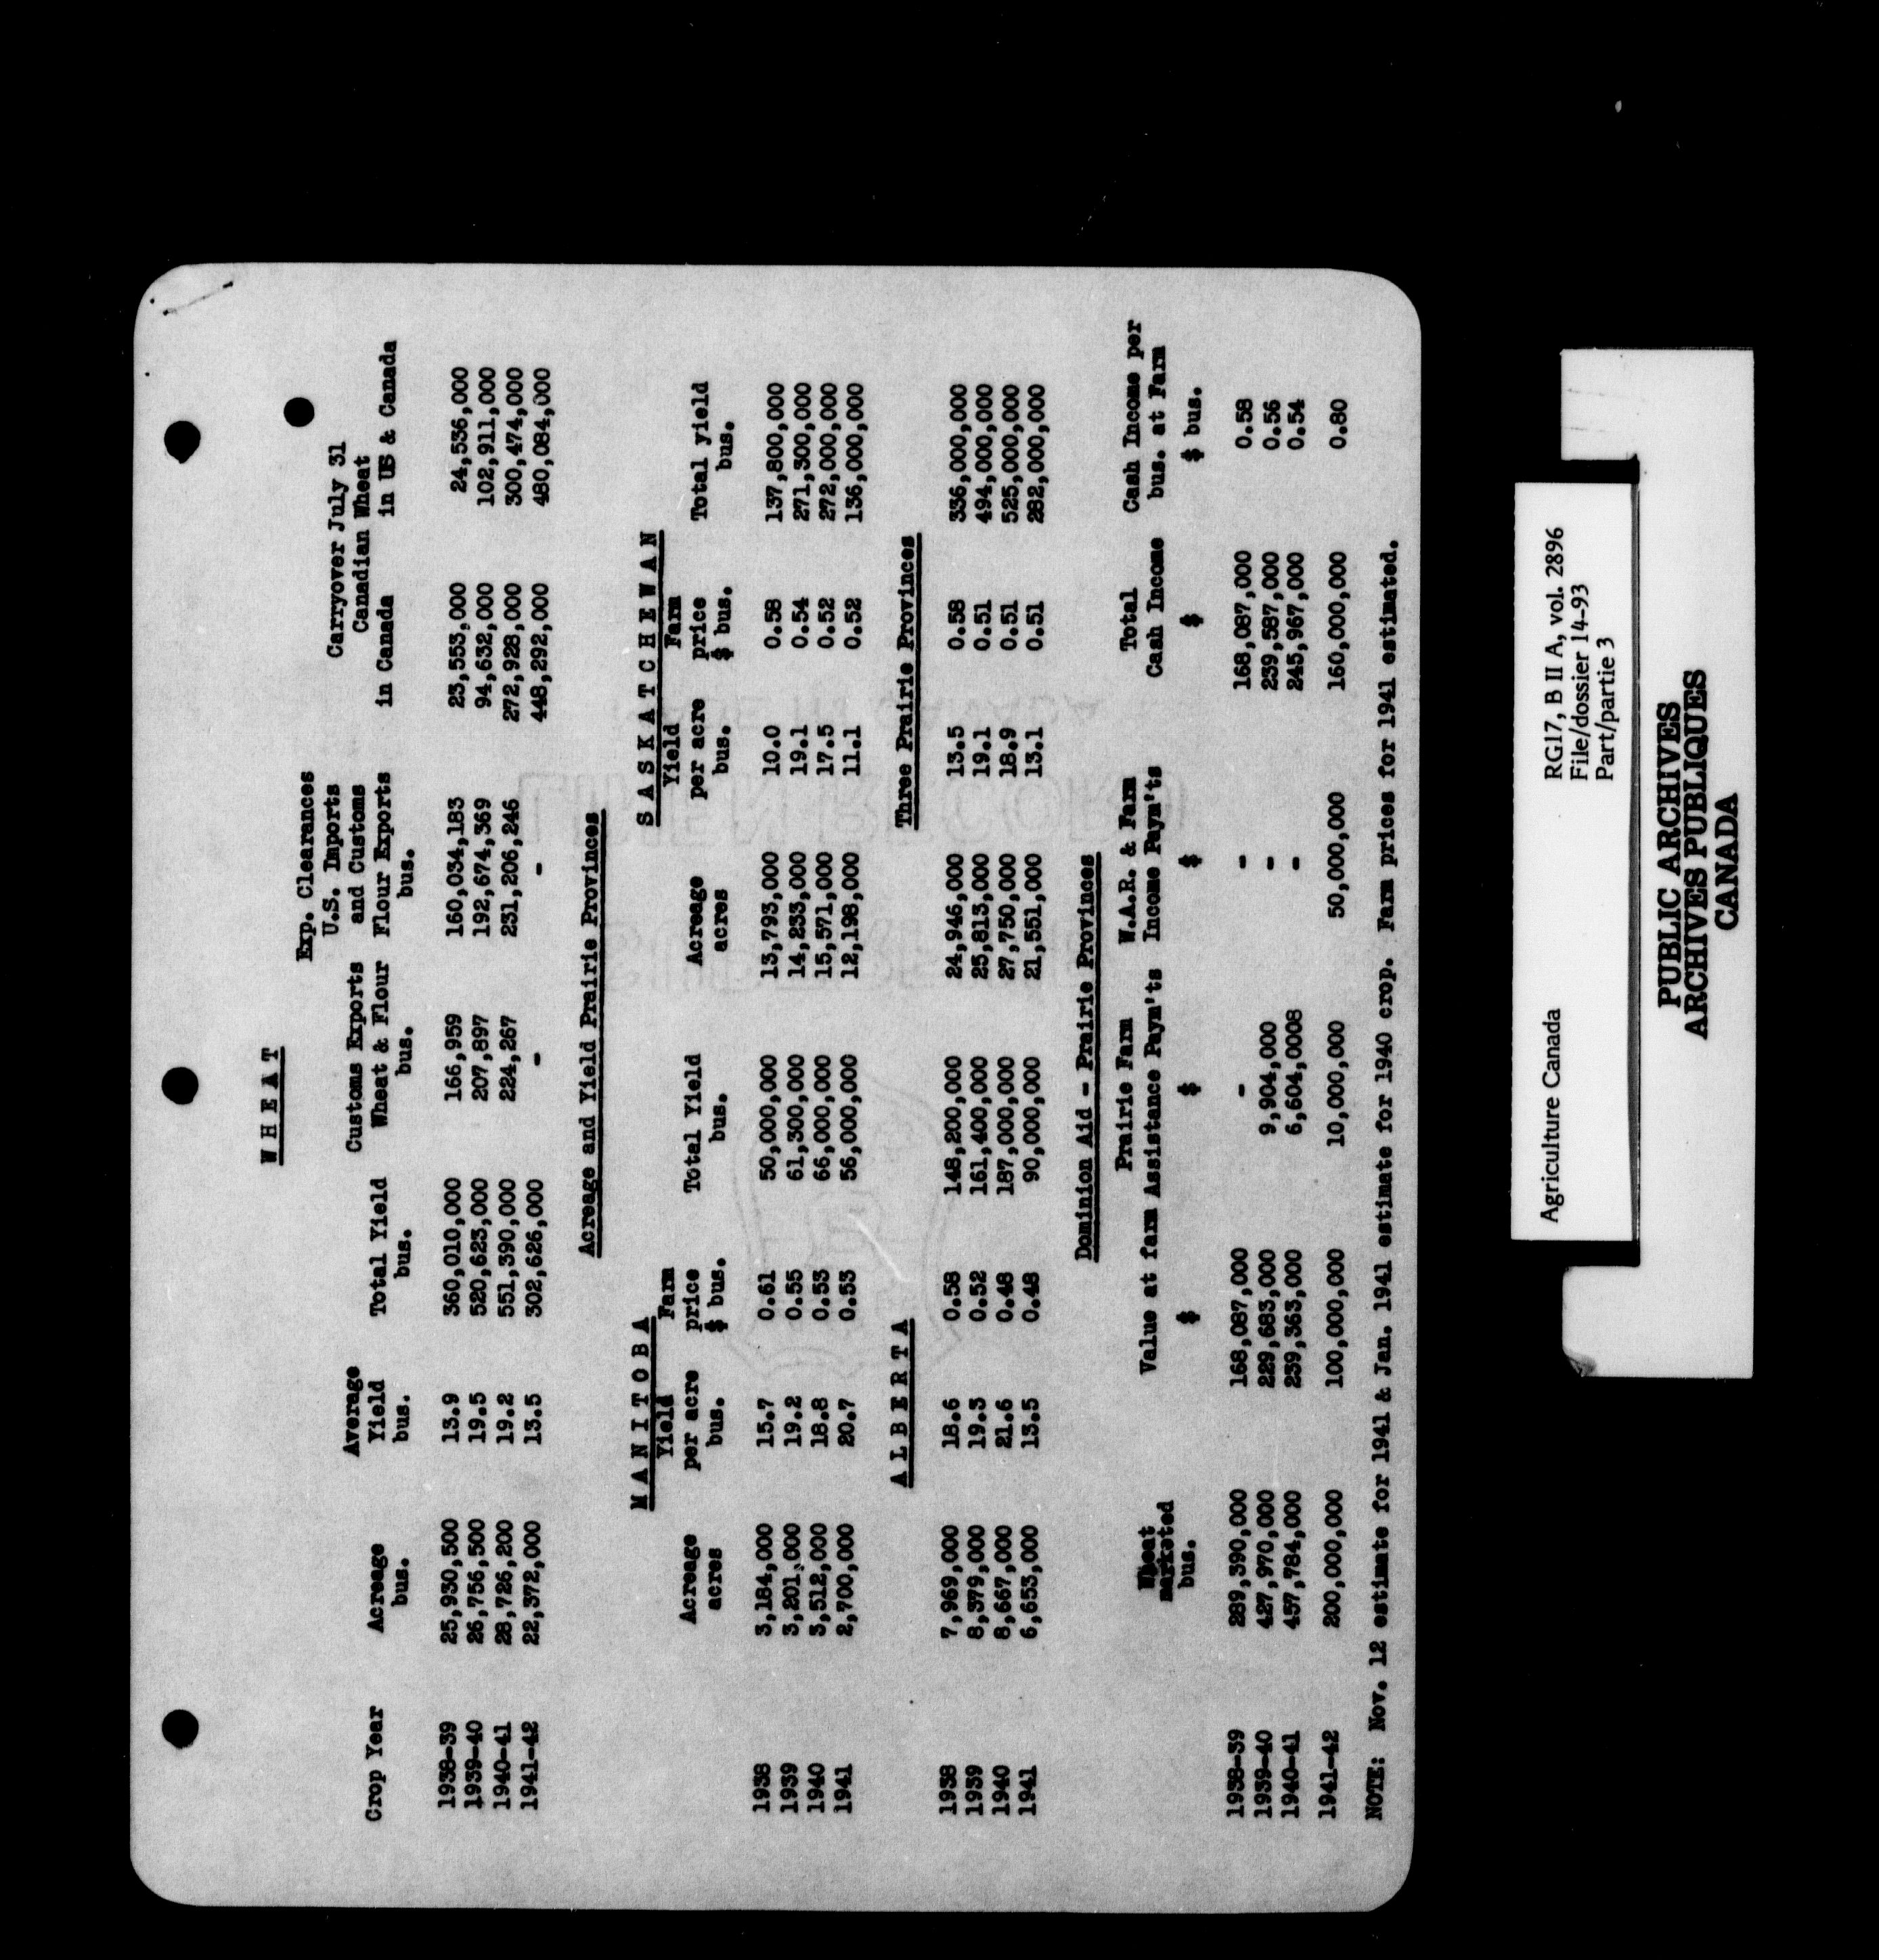 W H E A T
Exp. Clearances
U.S. Imports Carryover July 31
Average Customs Exports and Customs Canadian Wheat
Crop Year Acreage Yield Total Yield Wheat & Flour Flour Exports in Canada in US & Canada
bus. bus. bus. bus. bus.
1938-39 25,930,500 13.9 360,010,000 166,959 160,034,183 23,553,000 24,536,000
1939-40 26,756,500 19.5 520,623,000 207,897 192,674,369 94,632,000 102,911,000
1940-41 28,726,200 19.2 551,390,000 224,267 231,206,246 272,928,000 300,474,000
1941-42 22,372,000 13.5 302,626,000 - - 448,292,000 480,084,000
Acreage and Yield Prairie Provinces
M A N I T O B A S A S K A T C H E W A N
Yield Farm Yield Farm
Acreage per acre price Total Yield Acreage per acre price Total yield
acres bus. $ bus. bus. acres bus. $ bus. bus.
1938 3,184,000 15.7 0.61 50,000,000 13,793,000 10.0 0.58 137,800,000
1939 3,201,000 19.2 0.55 61,300,000 14,233,000 19.1 0.54 271,300,000
1940 3,512,000 18.8 0.53 66,000,000 15,571,000 17.5 0.52 272,000,000
1941 2,700,000 20.7 0.53 56,000,000 12,198,000 11.1 0.52 136,000,000
A L B E R T A Three Prairie Provinces
1938 7,969,000 18.6 0.58 148,200,000 24,946,000 13.5 0.58 336,000,000
1939 8,379,000 19.3 0.52 161,400,000 25,813,000 19.1 0.51 494,000,000
1940 8,667,000 21.6 0.48 187,000,000 27,750,000 18.9 0.51 525,000,000
1941 6,653,000 13.5 0.48 90,000,000 21,551,000 13.1 0.51 282,000,000
Dominion Aid - Prairie Provinces
Wheat Prairie Farm W.A.R. & Farm Total Cash Income per
marketed Value at farm Assistance Paym'ts Income Paym'ts Cash Income bus. at Farm
bus. $ $ $ $ $ bus.
1938-39 289,390,000 168,087,000 - - 168,087,000 0.58
1939-40 427,970,000 229,683,000 9,904,000 - 239,587,000 0.56
1940-41 457,784,000 239,363,000 6,604,0008 - 245,967,000 0.54
1941-42 200,000,000 100,000,000 10,000,000 50,000,000 160,000,000 0.80
NOTE: Nov. 12 estimate for 1941 & Jan. 1941 estimate for 1940 crop. Farm prices for 1941 estimated.
Agriculture Canada RG17, B II A, vol. 2896
File/dossier 14-93
Part/partie 3
PUBLIC ARCHIVES
ARCHIVES PUBLIQUES
CANADA